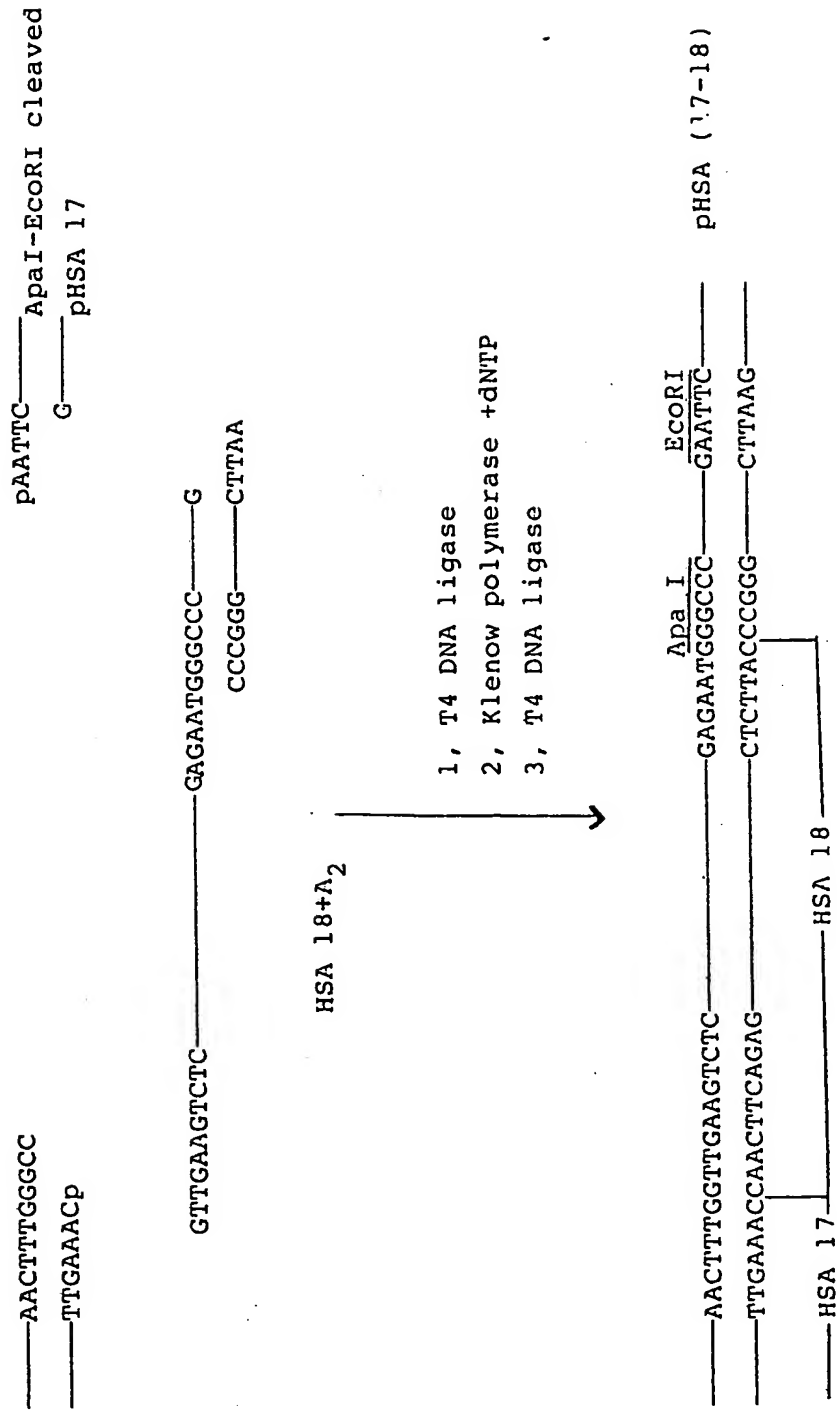 ——AACTTTGGGCC pAATTC——ApaI-EcoRI cleaved
——TTGAAACp G——pHSA 17
GTTGAAGTCTC——GAGAATGGGCCC——G
CCCGGG——CTTAA
HSA 18+A2
1, T4 DNA ligase
2, Klenow polymerase +dNTP
3, T4 DNA ligase
Apa I EcoRI
——AACTTTGGTTGAAGTCTC——GAGAATGGGCCC——GAATTC—— pHSA (17-18)
——TTGAAACCAACTTCAGAG——CTCTTACCCGGG——CTTAAG——
——HSA 17——HSA 18——